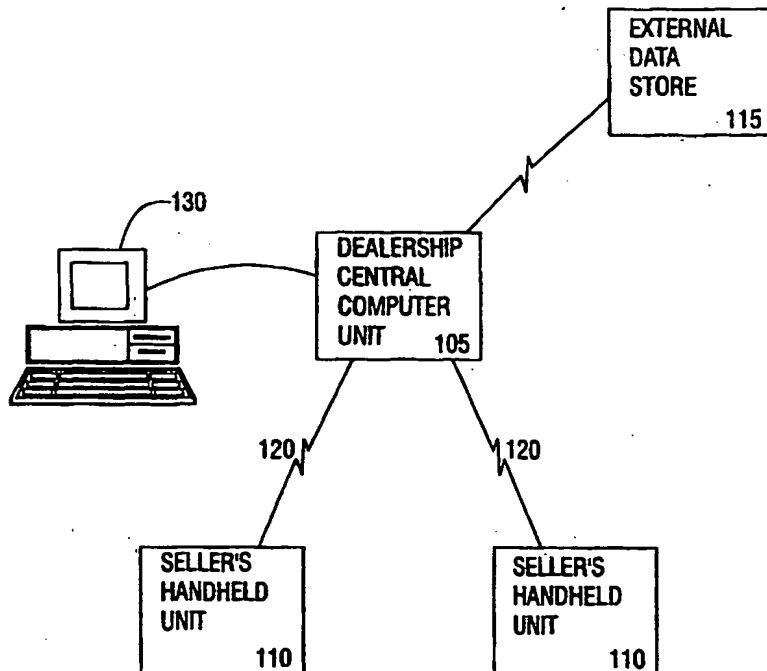 EXTERNAL
DATA
STORE
115
130
DEALERSHIP
CENTRAL
COMPUTER
UNIT 105
120
120
SELLER'S
HANDHELD
UNIT
110
SELLER'S
HANDHELD
UNIT
110